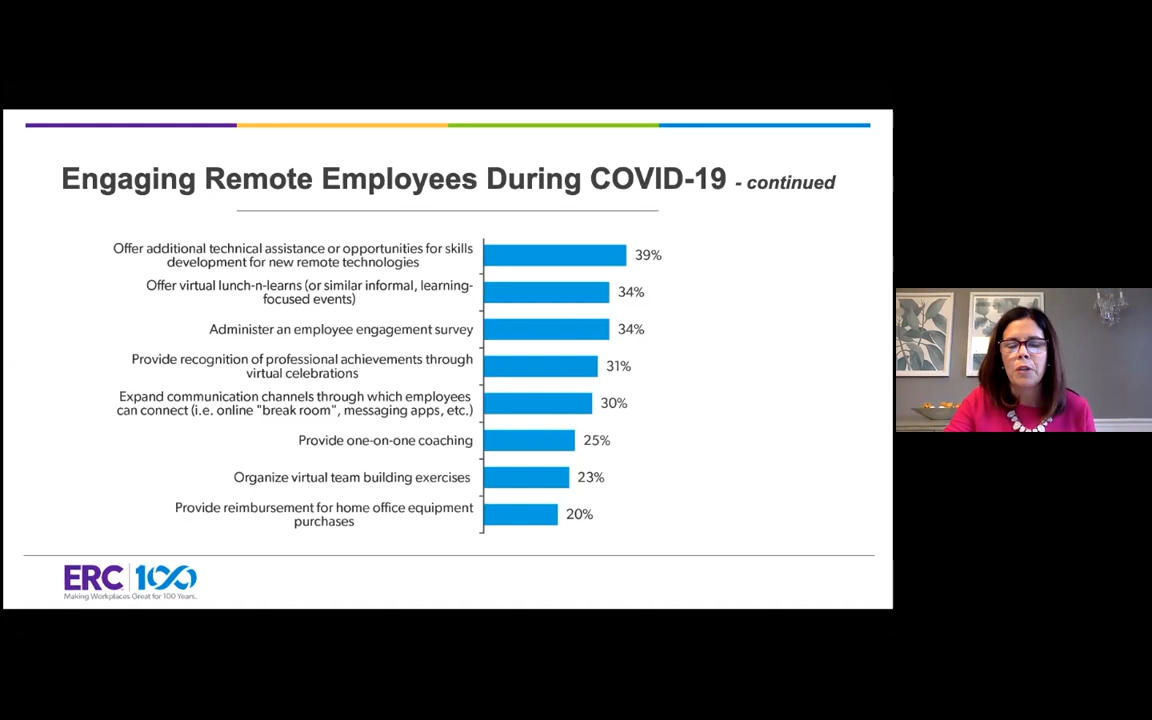 Engaging Remote Employees During COVID-19 - continued
Offer additional technical assistance or opportunities for skills
development for new remote technologies
39%
Offer virtual lunch-n-learns (or similar informal, learning-
focused events)
34%
Administer an employee engagement survey
34%
Provide recognition of professional achievements through
virtual celebrations
31%
Expand communication channels through which employees
can connect (i.e. online "break room", messaging apps, etc.)
30%
Provide one-on-one coaching
25%
Organize virtual team building exercises
23%
Provide reimbursement for home office equipment
purchases
20%
ERC 100
Making Workplaces Great for 100 Years.